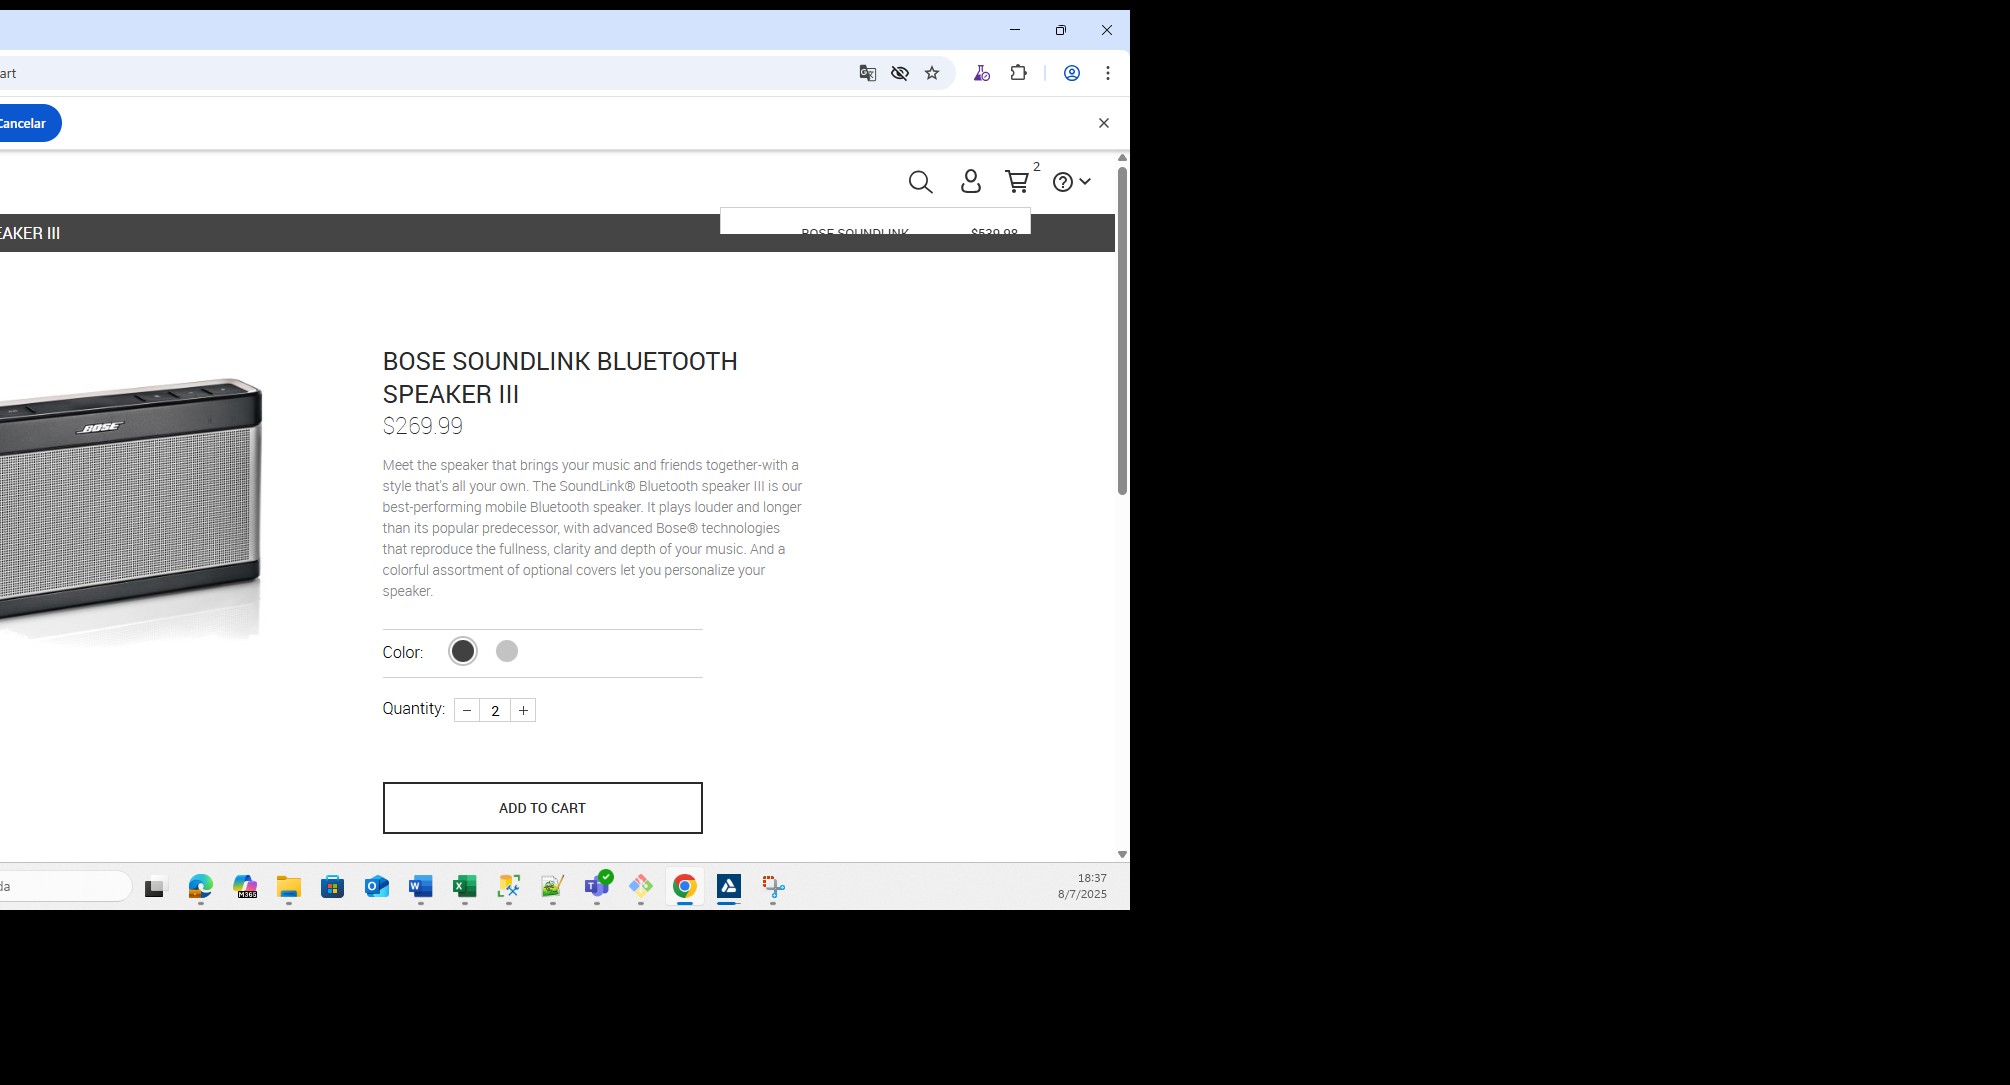 art
Cancelar
2
EAKER III
BOSE SOUNDLINK $539.98
BOSE
BOSE SOUNDLINK BLUETOOTH
SPEAKER III
$269.99
Meet the speaker that brings your music and friends together-with a
style that's all your own. The SoundLink® Bluetooth speaker III is our
best-performing mobile Bluetooth speaker. It plays louder and longer
than its popular predecessor, with advanced Bose® technologies
that reproduce the fullness, clarity and depth of your music. And a
colorful assortment of optional covers let you personalize your
speaker.
Color:
Quantity: − 2 +
ADD TO CART
da
M365
18:37
8/7/2025